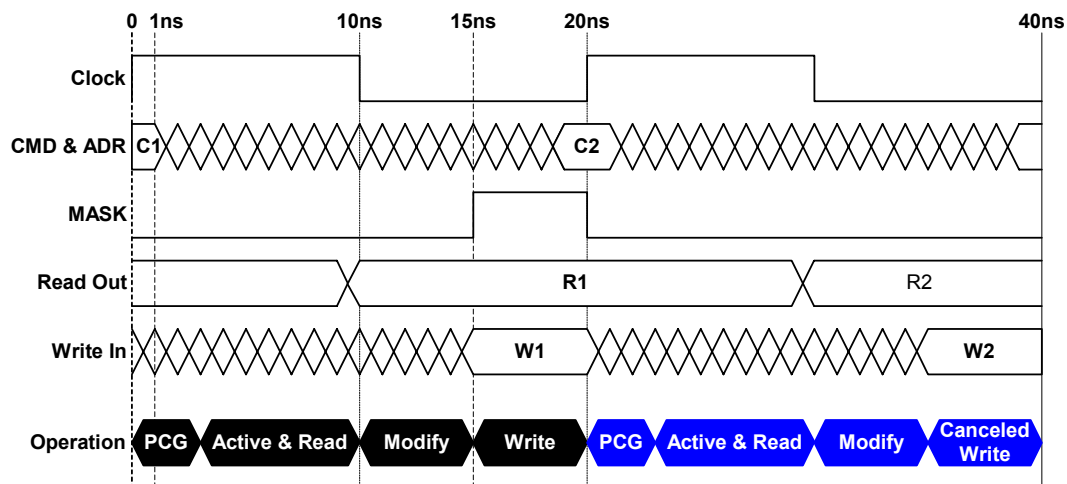 0 1ns 10ns 15ns 20ns 40ns
Clock
CMD & ADR C1 C2
MASK
Read Out R1 R2
Write In W1 W2
Operation PCG Active & Read Modify Write PCG Active & Read Modify Canceled
Write